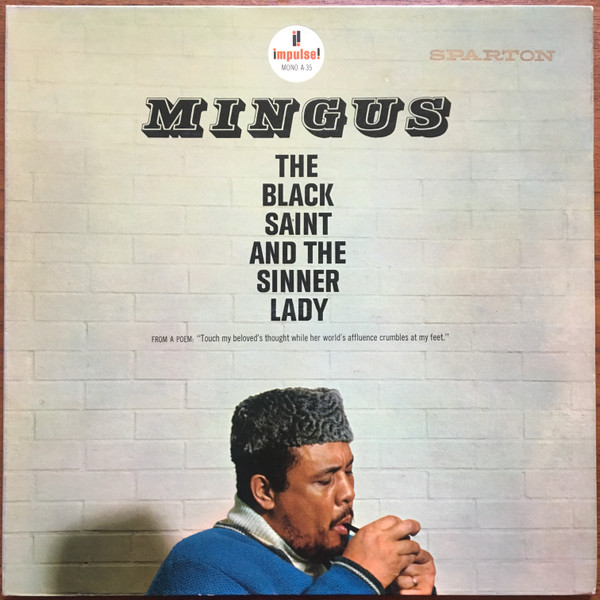 impulse!
MONO A-35
SPARTON
MINGUS
THE
BLACK
SAINT
AND THE
SINNER
LADY
FROM A POEM: "Touch my beloved's thought while her world's affluence crumbles at my feet."